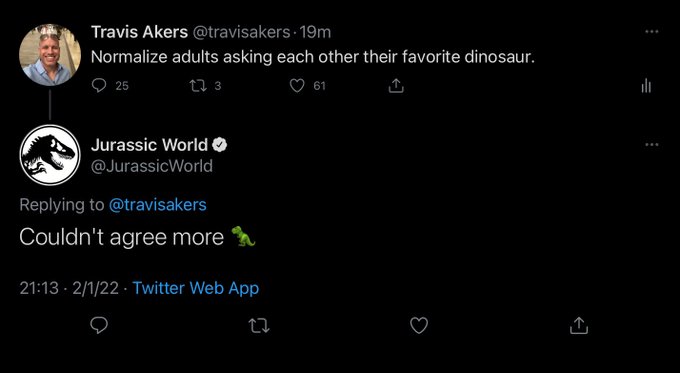 Travis Akers @travisakers · 19m
Normalize adults asking each other their favorite dinosaur.
25 3 61
Jurassic World
@JurassicWorld
Replying to @travisakers
Couldn't agree more 🦖
21:13 · 2/1/22 · Twitter Web App